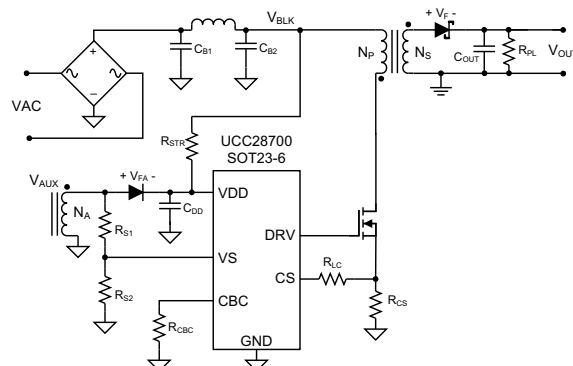 + VF -
VBLK
CB1
CB2
NP
NS
COUT
RPL
VOUT
VAC
RSTR
UCC28700
SOT23-6
VAUX
+ VFA -
NA
CDD
VDD
RS1
DRV
VS
RLC
CS
RS2
CBC
RCS
RCBC
GND